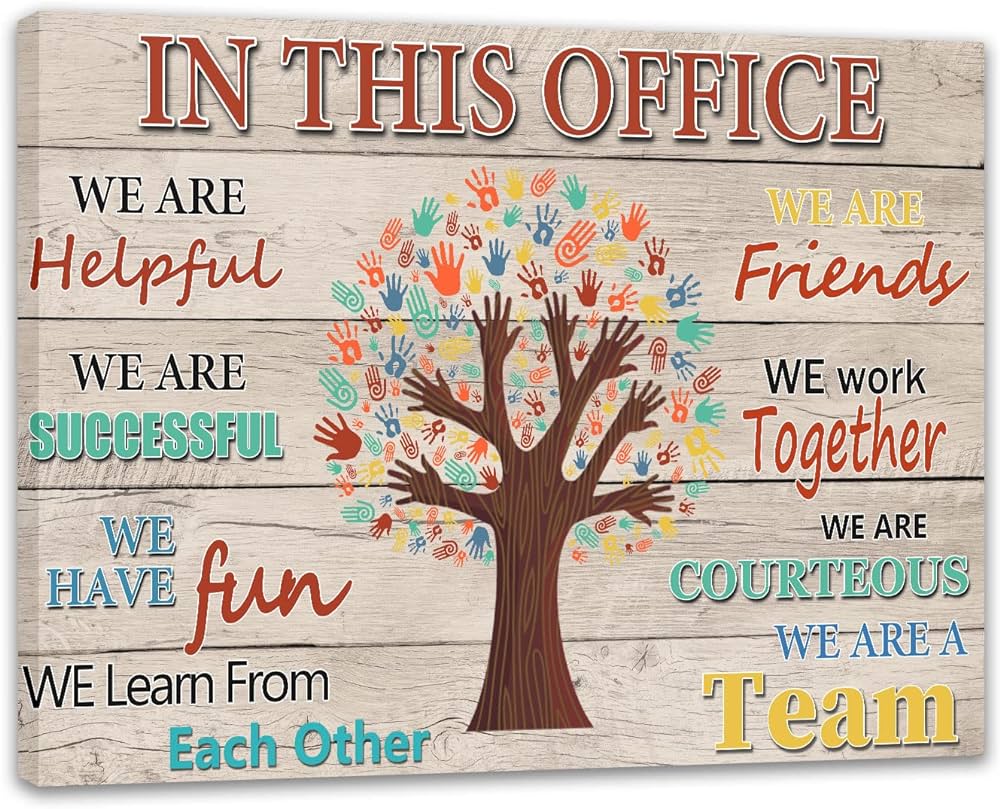 IN THIS OFFICE
WE ARE
Helpful
WE ARE
SUCCESSFUL
WE
HAVE fun
WE Learn From
Each Other
WE ARE
Friends
WE work
Together
WE ARE
COURTEOUS
WE ARE A
Team